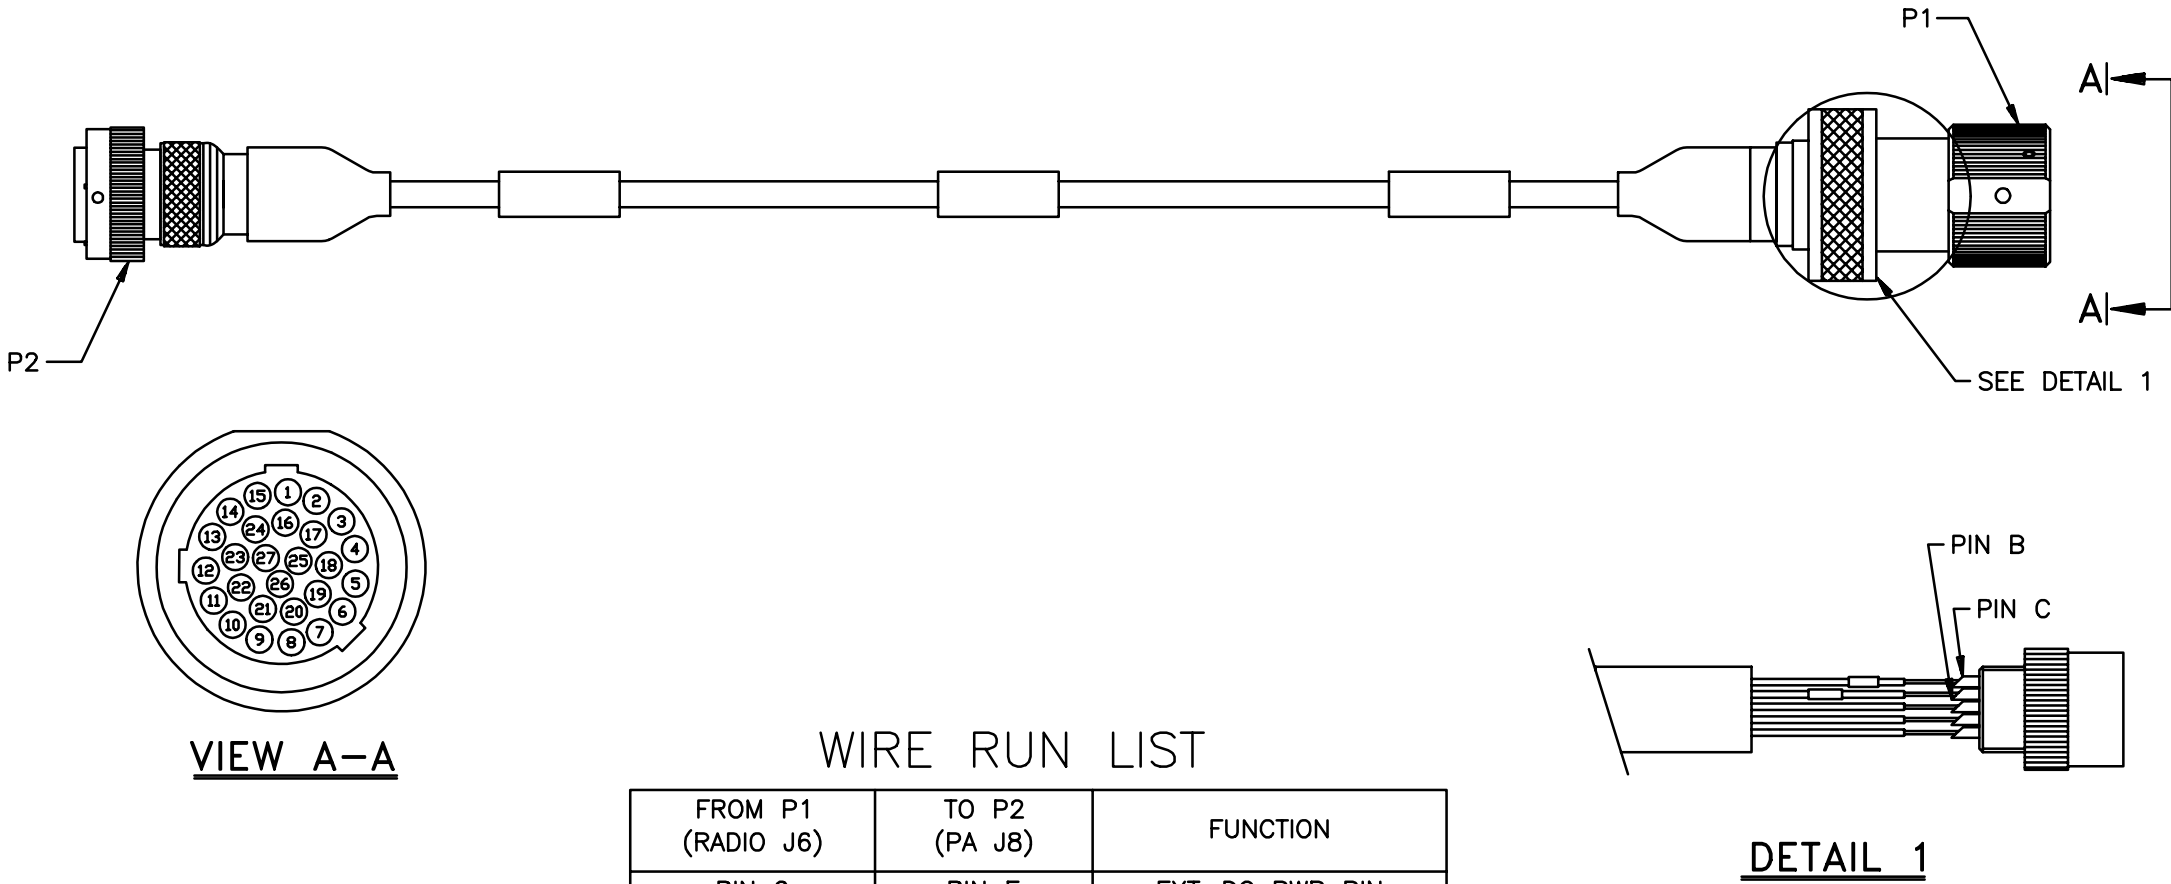 P1
A
A
P2
SEE DETAIL 1
15 1 2
14 16 3
24 17
13 4
23 27 25 18
12 5
22 26 19
11 6
21 20
10 7
9 8
PIN B
PIN C
VIEW A-A
WIRE RUN LIST
FROM P1 TO P2 FUNCTION
(RADIO J6) (PA J8)
DETAIL 1